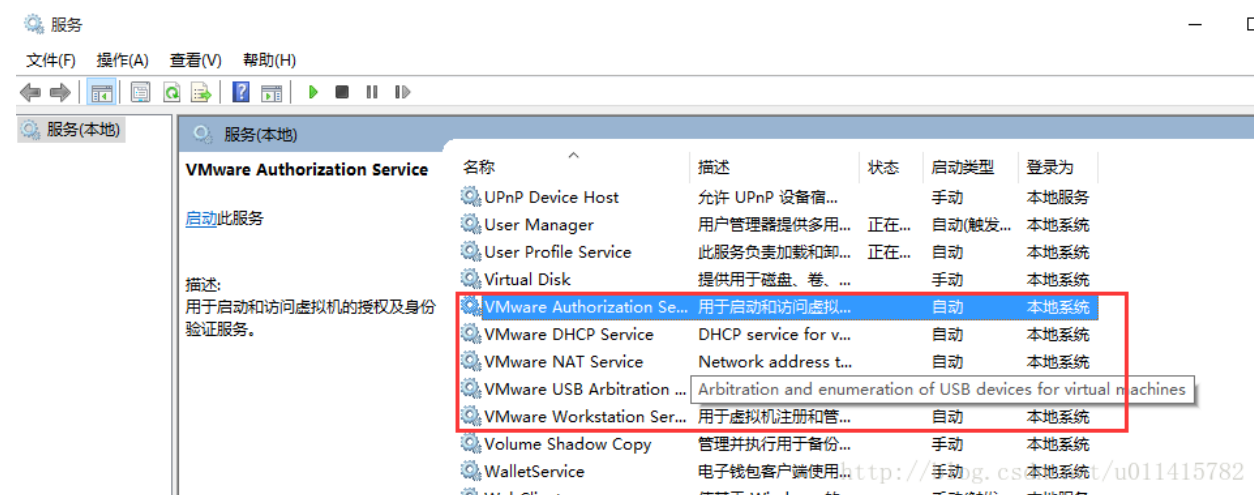 服务
文件(F) 操作(A) 查看(V) 帮助(H)
服务(本地)
服务(本地)
VMware Authorization Service
启动此服务
描述:
用于启动和访问虚拟机的授权及身份
验证服务。
名称 描述 状态 启动类型 登录为
UPnP Device Host 允许 UPnP 设备宿... 手动 本地服务
User Manager 用户管理器提供多用... 正在... 自动(触发... 本地系统
User Profile Service 此服务负责加载和卸... 正在... 自动 本地系统
Virtual Disk 提供用于磁盘、卷、... 手动 本地系统
VMware Authorization Se... 用于启动和访问虚拟... 自动 本地系统
VMware DHCP Service DHCP service for v... 自动 本地系统
VMware NAT Service Network address t... 自动 本地系统
VMware USB Arbitration ... Arbitration and enumeration of USB devices for virtual machines
VMware Workstation Ser... 用于虚拟机注册和管... 自动 本地系统
Volume Shadow Copy 管理并执行用于备份... 手动 本地系统
WalletService 电子钱包客户端使用... 手动 本地系统
http://blog.csdn.net/u011415782